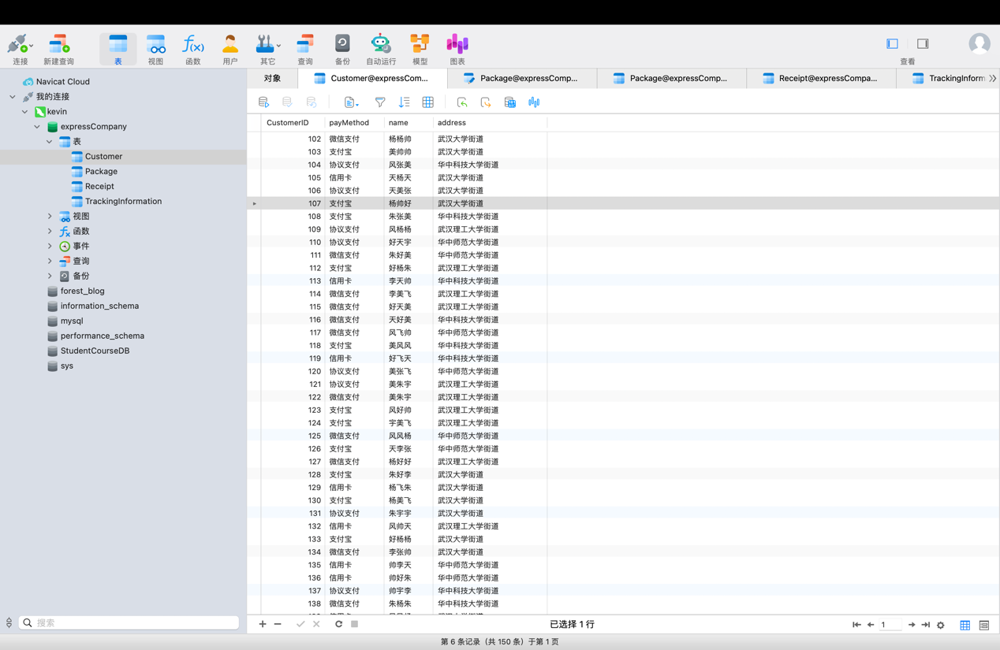 连接 新建查询 表 视图 函数 用户 其它 查询 备份 自动运行 模型 图表 查看
Navicat Cloud
我的连接
kevin
expressCompany
表
Customer
Package
Receipt
TrackingInformation
视图
函数
事件
查询
备份
forest_blog
information_schema
mysql
performance_schema
StudentCourseDB
sys
搜索
对象 Customer@expressCom... Package@expressComp... Package@expressComp... Receipt@expressCompa... TrackingInform
CustomerID payMethod name address
102 微信支付 杨杨帅 武汉大学街道
103 支付宝 美帅帅 武汉大学街道
104 协议支付 风张美 华中科技大学街道
105 信用卡 天杨天 武汉大学街道
106 协议支付 天美张 武汉大学街道
107 支付宝 杨帅好 武汉大学街道
108 支付宝 朱张美 华中科技大学街道
109 协议支付 风杨杨 武汉理工大学街道
110 协议支付 好天宇 华中师范大学街道
111 微信支付 朱好美 华中师范大学街道
112 支付宝 好杨朱 武汉理工大学街道
113 信用卡 李天帅 华中科技大学街道
114 微信支付 李美飞 武汉理工大学街道
115 微信支付 好天美 武汉理工大学街道
116 微信支付 天好美 华中科技大学街道
117 微信支付 风飞帅 华中师范大学街道
118 支付宝 美风风 华中科技大学街道
119 信用卡 好飞天 华中科技大学街道
120 协议支付 美张飞 华中师范大学街道
121 协议支付 美朱宇 武汉理工大学街道
122 微信支付 美朱宇 武汉理工大学街道
123 支付宝 风好帅 武汉理工大学街道
124 支付宝 宇美飞 武汉理工大学街道
125 微信支付 风风杨 华中师范大学街道
126 支付宝 天李张 华中师范大学街道
127 微信支付 杨好好 武汉理工大学街道
128 支付宝 朱好李 武汉大学街道
129 信用卡 杨飞朱 武汉大学街道
130 支付宝 杨美飞 武汉大学街道
131 协议支付 朱宇宇 武汉大学街道
132 信用卡 风帅天 武汉理工大学街道
133 支付宝 好杨杨 武汉大学街道
134 微信支付 李张帅 武汉大学街道
135 信用卡 帅李天 华中师范大学街道
136 信用卡 帅好朱 华中师范大学街道
137 协议支付 帅宇李 华中科技大学街道
138 微信支付 朱杨朱 华中科技大学街道
已选择 1 行
1
第 6 条记录（共 150 条）于第 1 页